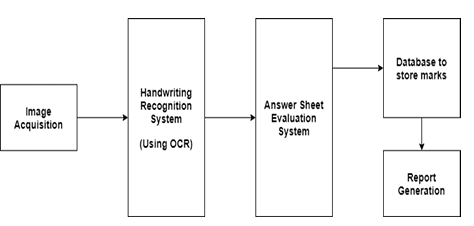 Image
Acquisition
Handwriting
Recognition
System
(Using OCR)
Answer Sheet
Evaluation
System
Database to
store marks
Report
Generation